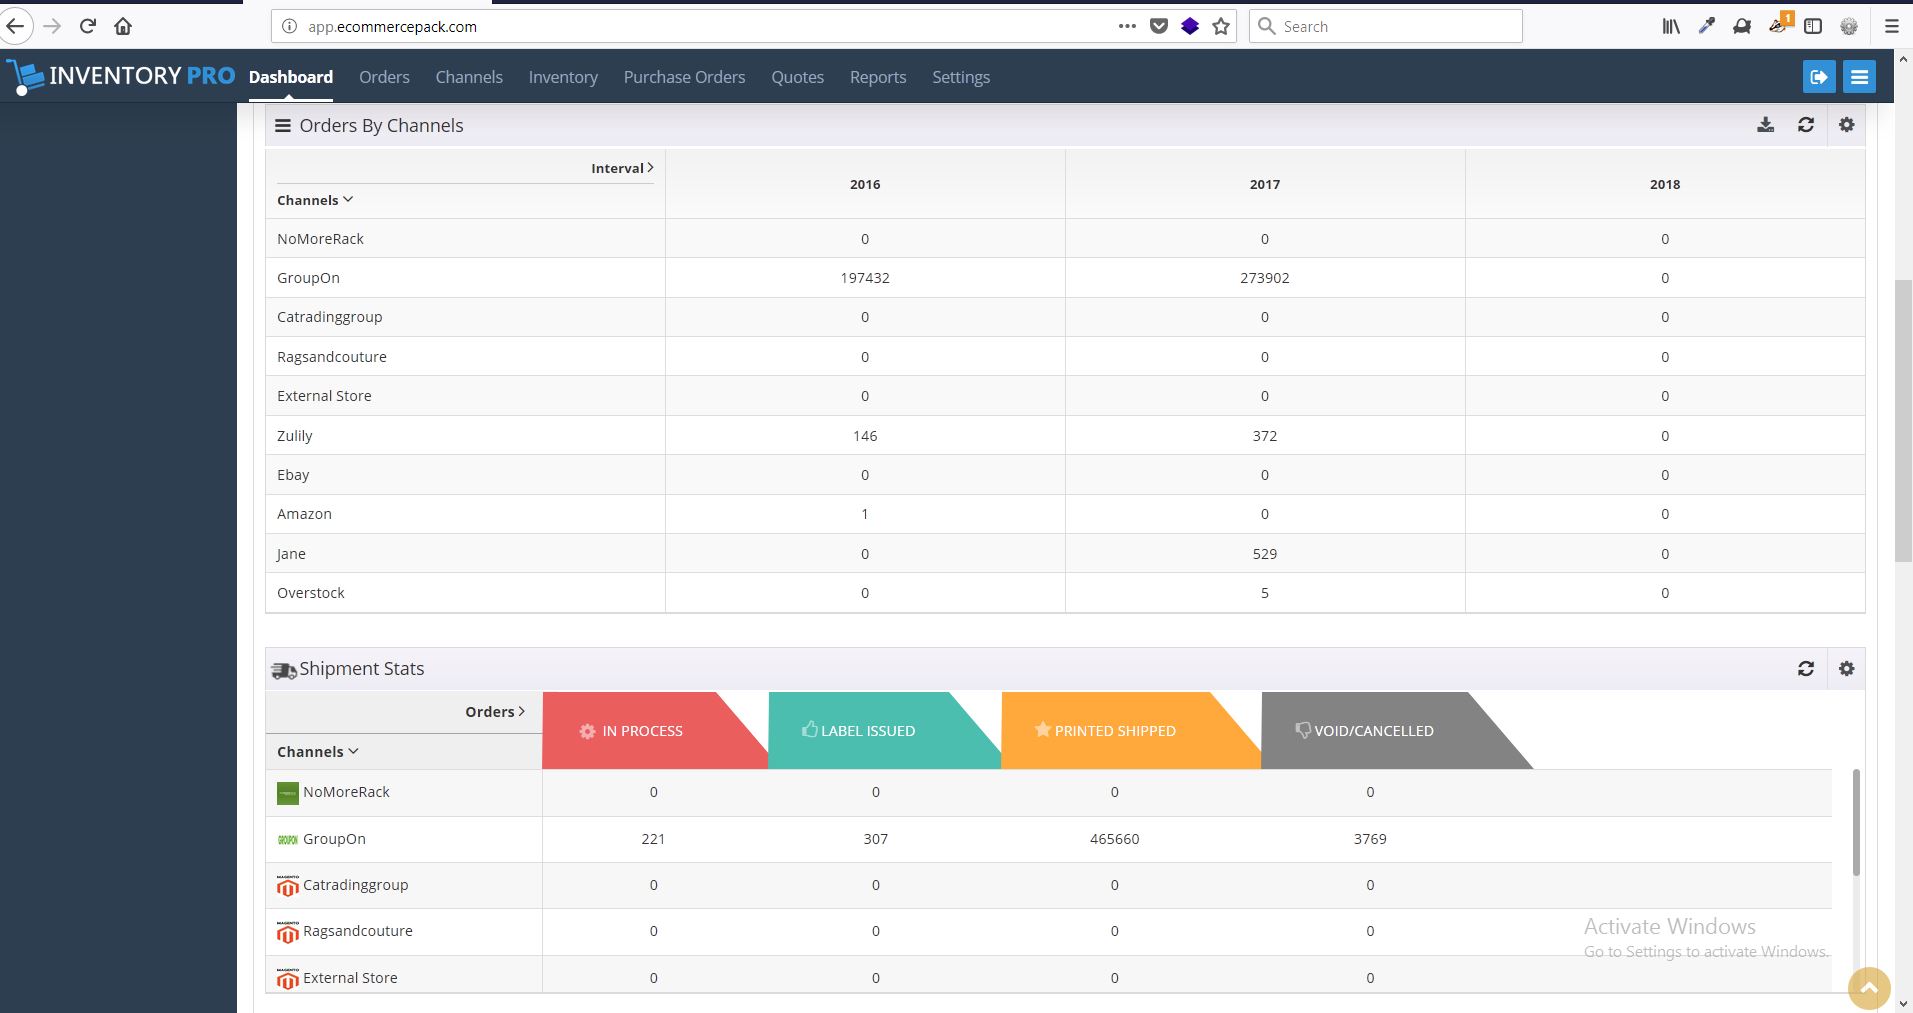 app.ecommercepack.com
Search
1
INVENTORY PRO Dashboard Orders Channels Inventory Purchase Orders Quotes Reports Settings
Orders By Channels
Interval
Channels
2016 2017 2018
NoMoreRack 0 0 0
GroupOn 197432 273902 0
Catradinggroup 0 0 0
Ragsandcouture 0 0 0
External Store 0 0 0
Zulily 146 372 0
Ebay 0 0 0
Amazon 1 0 0
Jane 0 529 0
Overstock 0 5 0
Shipment Stats
Orders
Channels
IN PROCESS LABEL ISSUED PRINTED SHIPPED VOID/CANCELLED
NoMoreRack 0 0 0 0
GROUPON GroupOn 221 307 465660 3769
MAGENTO Catradinggroup 0 0 0 0
MAGENTO Ragsandcouture 0 0 0 0
MAGENTO External Store 0 0 0 0
Activate Windows
Go to Settings to activate Windows.